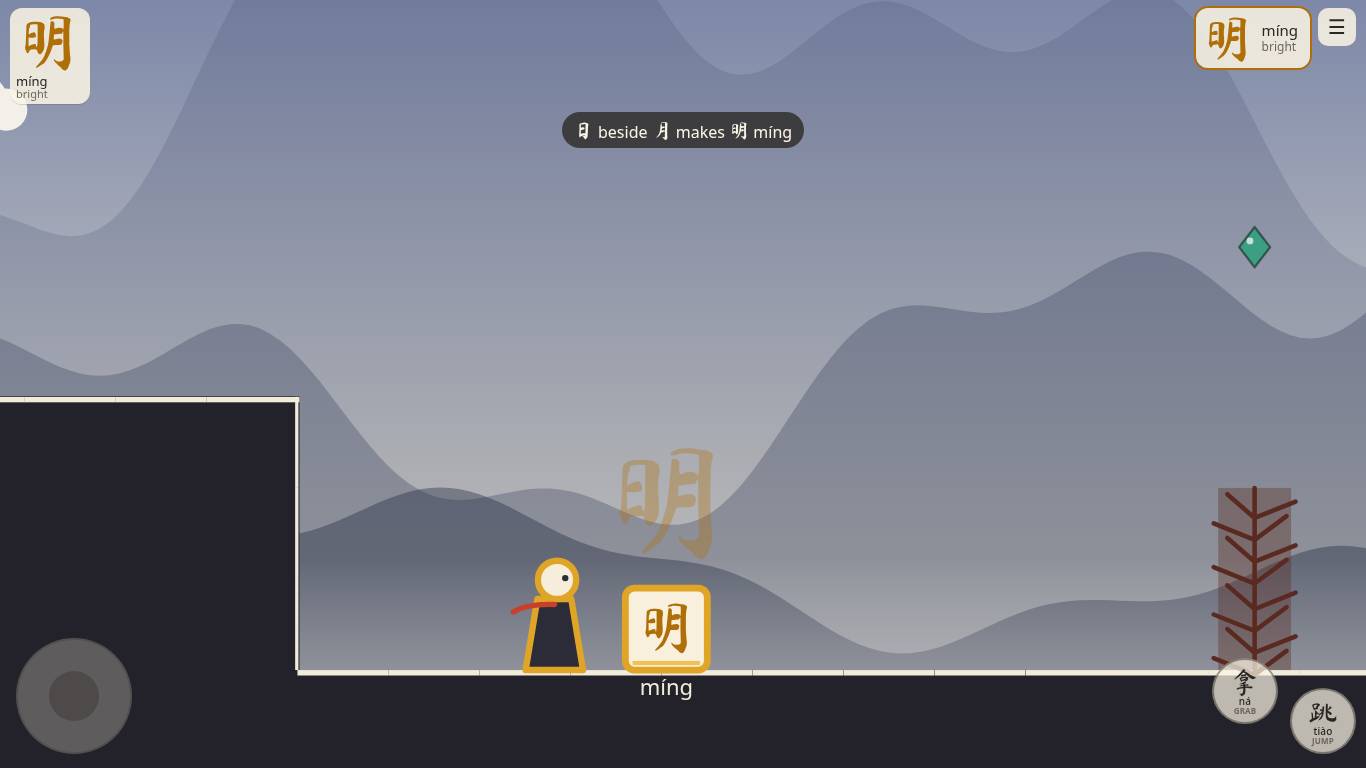 明
míng
bright
明
míng
bright
☰
日 beside 月 makes 明 míng
明
明
míng
拿
ná
GRAB
跳
tiào
JUMP